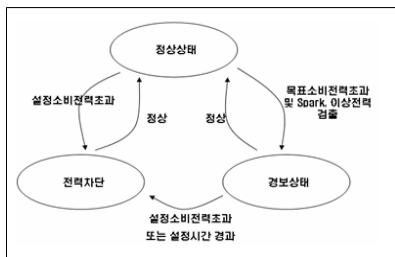 정상상태
설정소비전력초과
목표소비전력초과
및 Spark, 이상전력
검출
정상
정상
전력차단
경보상태
설정소비전력초과
또는 설정시간 경과